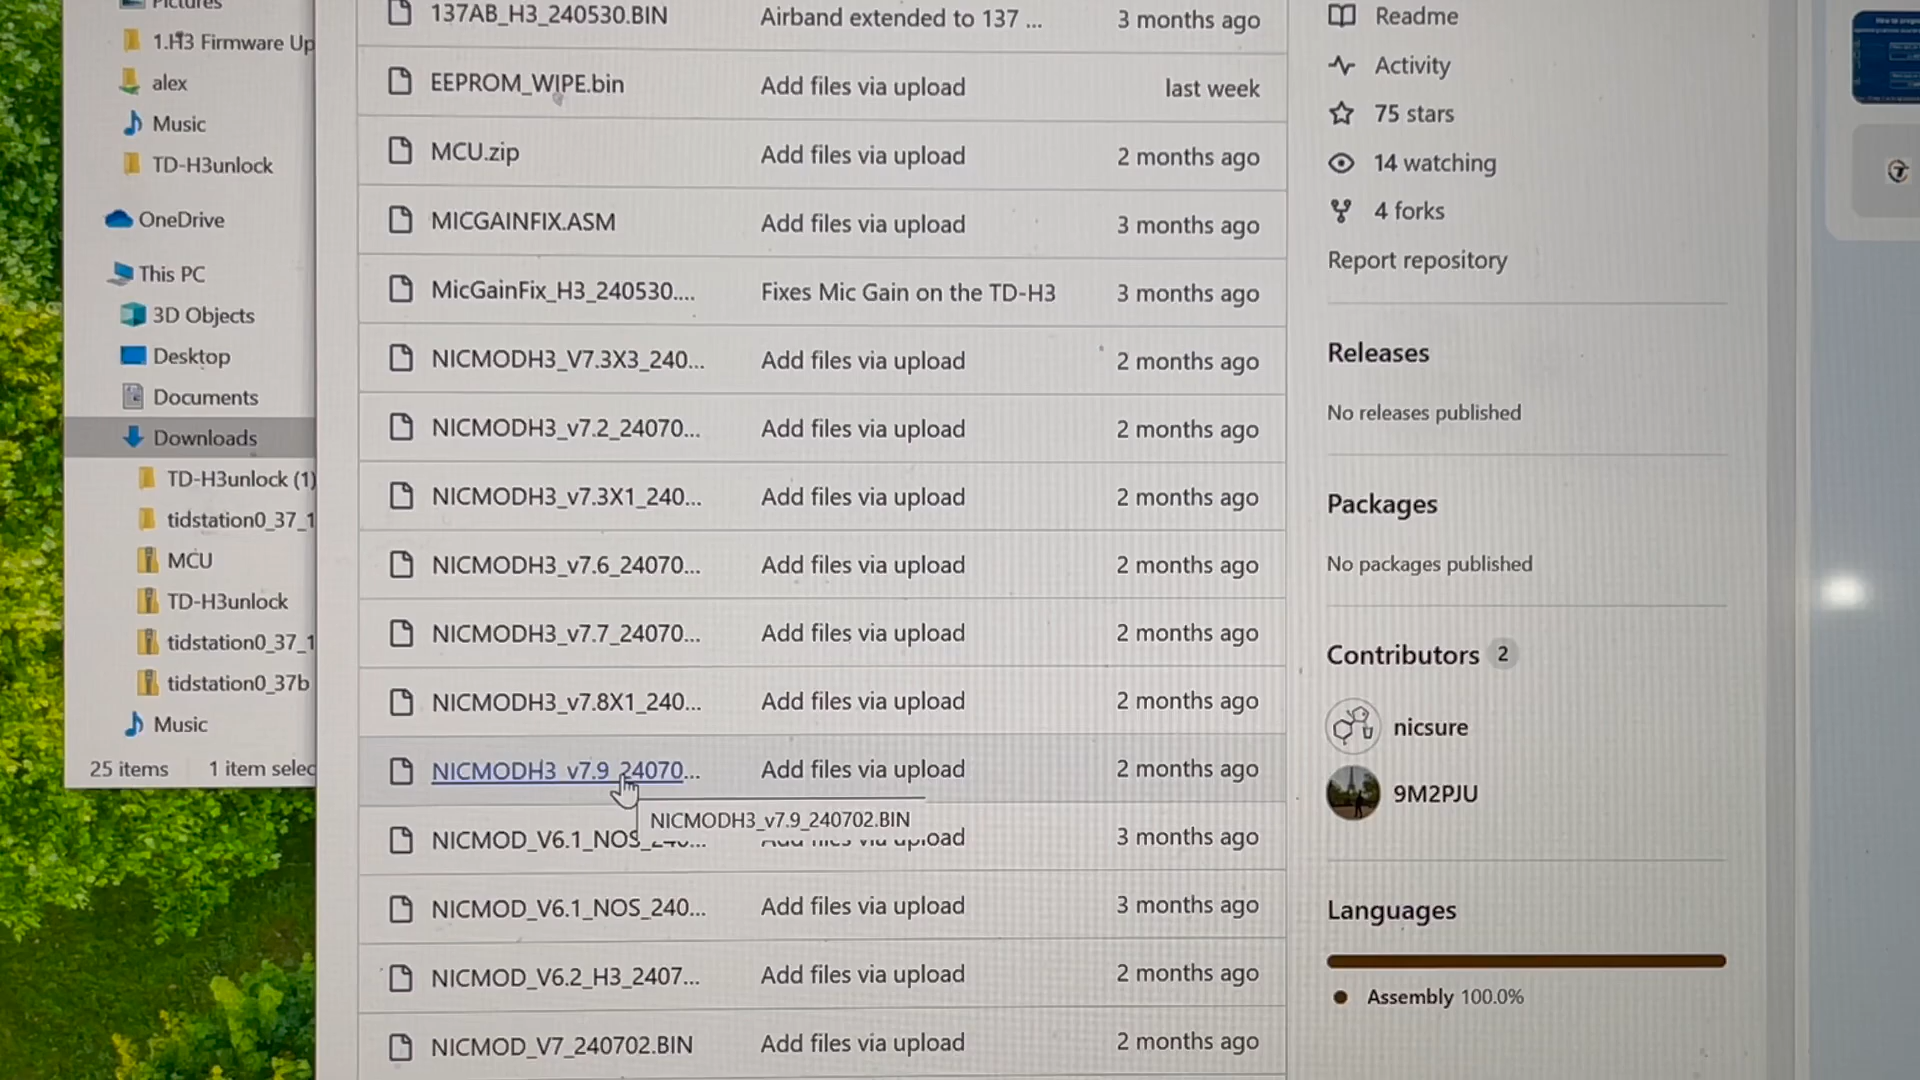 Pictures
1.H3 Firmware Up
alex
Music
TD-H3unlock
OneDrive
This PC
3D Objects
Desktop
Documents
Downloads
TD-H3unlock (1)
tidstation0_37_1
MCU
TD-H3unlock
tidstation0_37_1
tidstation0_37b
Music
25 items 1 item selec
137AB_H3_240530.BIN Airband extended to 137 ... 3 months ago
EEPROM_WIPE.bin Add files via upload last week
MCU.zip Add files via upload 2 months ago
MICGAINFIX.ASM Add files via upload 3 months ago
MicGainFix_H3_240530.... Fixes Mic Gain on the TD-H3 3 months ago
NICMODH3_V7.3X3_240... Add files via upload 2 months ago
NICMODH3_v7.2_24070... Add files via upload 2 months ago
NICMODH3_v7.3X1_240... Add files via upload 2 months ago
NICMODH3_v7.6_24070... Add files via upload 2 months ago
NICMODH3_v7.7_24070... Add files via upload 2 months ago
NICMODH3_v7.8X1_240... Add files via upload 2 months ago
NICMODH3_v7.9_24070... Add files via upload 2 months ago
NICMODH3_v7.9_240702.BIN
NICMOD_V6.1_NOS_240... Add files via upload 3 months ago
NICMOD_V6.1_NOS_240... Add files via upload 3 months ago
NICMOD_V6.2_H3_2407... Add files via upload 2 months ago
NICMOD_V7_240702.BIN Add files via upload 2 months ago
Readme
Activity
75 stars
14 watching
4 forks
Report repository
Releases
No releases published
Packages
No packages published
Contributors 2
nicsure
9M2PJU
Languages
Assembly 100.0%